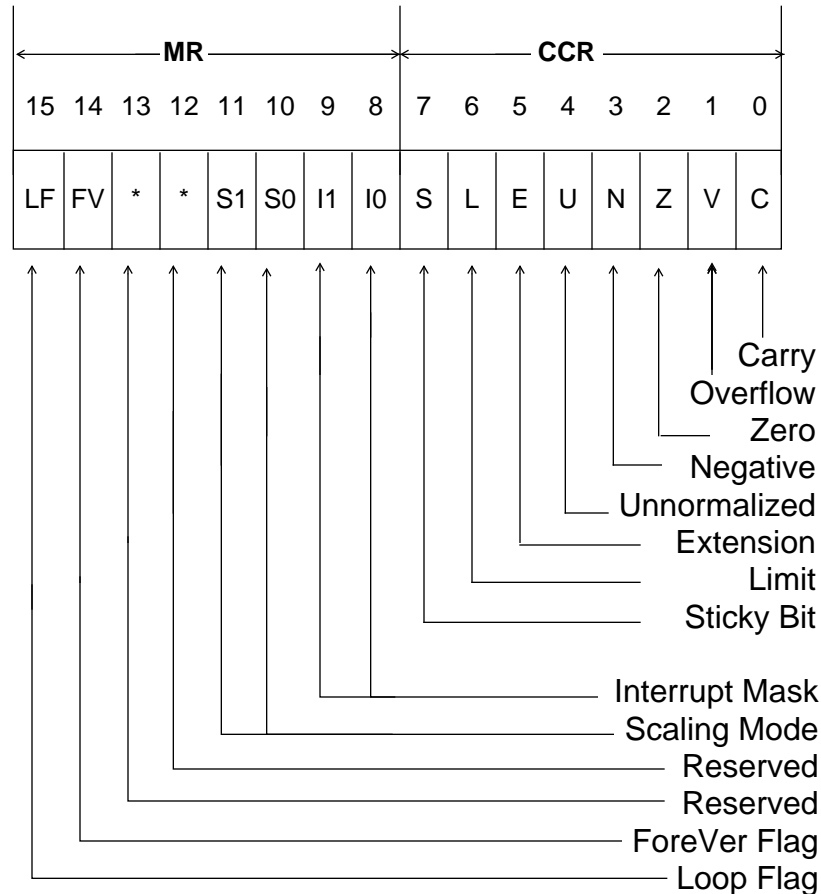 MR CCR
15 14 13 12 11 10 9 8 7 6 5 4 3 2 1 0
LF FV * * S1 S0 I1 I0 S L E U N Z V C
Carry
Overflow
Zero
Negative
Unnormalized
Extension
Limit
Sticky Bit
Interrupt Mask
Scaling Mode
Reserved
Reserved
ForeVer Flag
Loop Flag